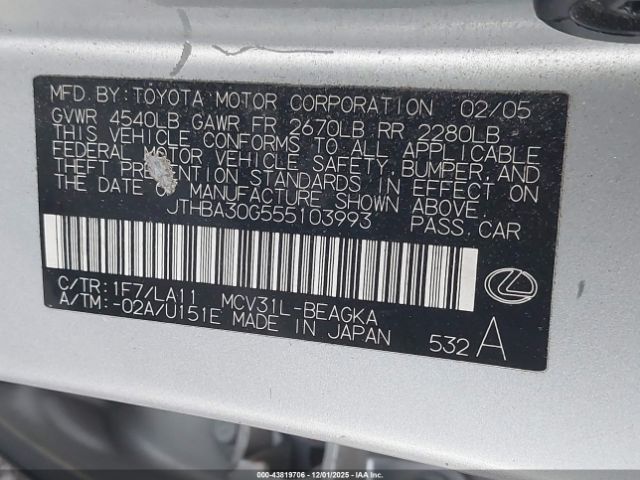 MFD. BY: TOYOTA MOTOR CORPORATION 02/05
GVWR 4540LB GAWR FR 2670LB RR 2280LB
THIS VEHICLE CONFORMS TO ALL APPLICABLE
FEDERAL MOTOR VEHICLE SAFETY, BUMPER, AND
THEFT PREVENTION STANDARDS IN EFFECT ON
THE DATE OF MANUFACTURE SHOWN ABOVE.
JTHBA30G555103993 PASS. CAR
C/TR: 1F7/LA11 MCV31L-BEAGKA
A/TM: -02A/U151E MADE IN JAPAN 532 A
000-43819706 - 12/01/2025 - IAAI.COM